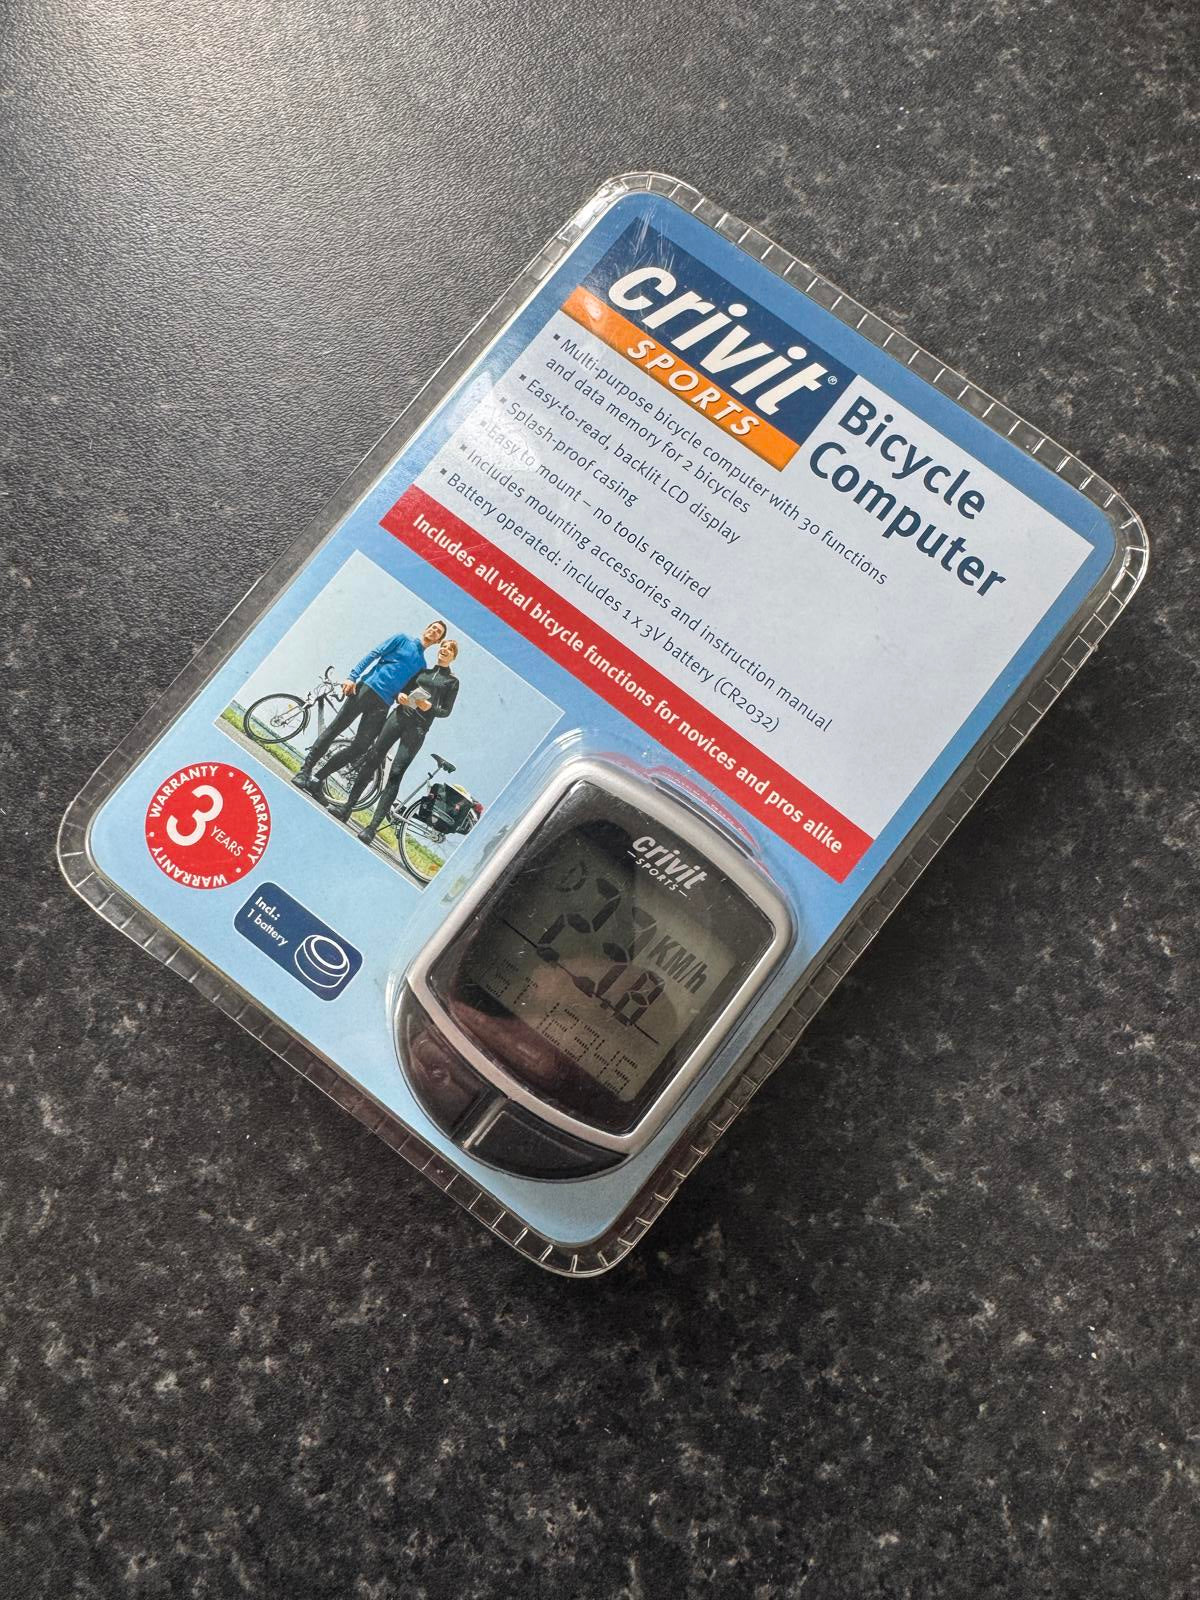 crivit®
SPORTS
Bicycle
Computer
▪ Multi-purpose bicycle computer with 30 functions
and data memory for 2 bicycles
▪ Easy-to-read, backlit LCD display
▪ Splash-proof casing
▪ Easy to mount – no tools required
▪ Includes mounting accessories and instruction manual
▪ Battery operated: includes 1 x 3V battery (CR2032)
Includes all vital bicycle functions for novices and pros alike
WARRANTY • WARRANTY • WARRANTY •
3
YEARS
Incl.:
1 battery
crivit
–SPORTS–
KM/h